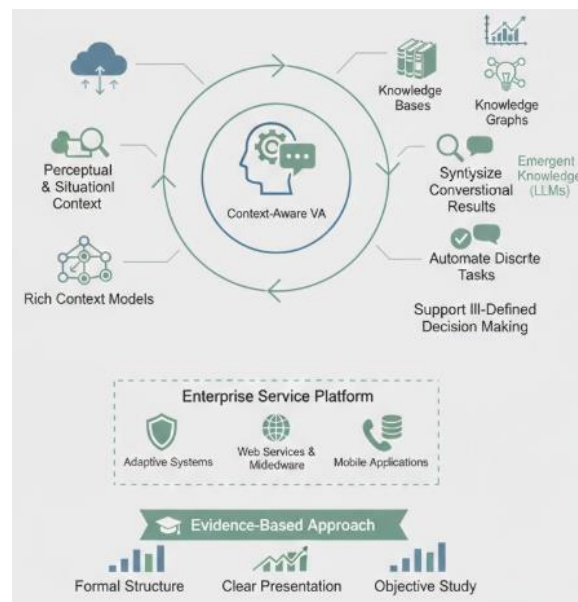 Knowledge
Bases
Knowledge
Graphs
Perceptual
& Situationl
Context
Context-Aware VA
Syntysize
Converstional
Results
Emergent
Knowledge
(LLMs)
Automate Discrte
Tasks
Rich Context Models
Support Ill-Defined
Decision Making
Enterprise Service Platform
Adaptive Systems
Web Services &
Midedware
Mobile Applications
Evidence-Based Approach
Formal Structure
Clear Presentation
Objective Study